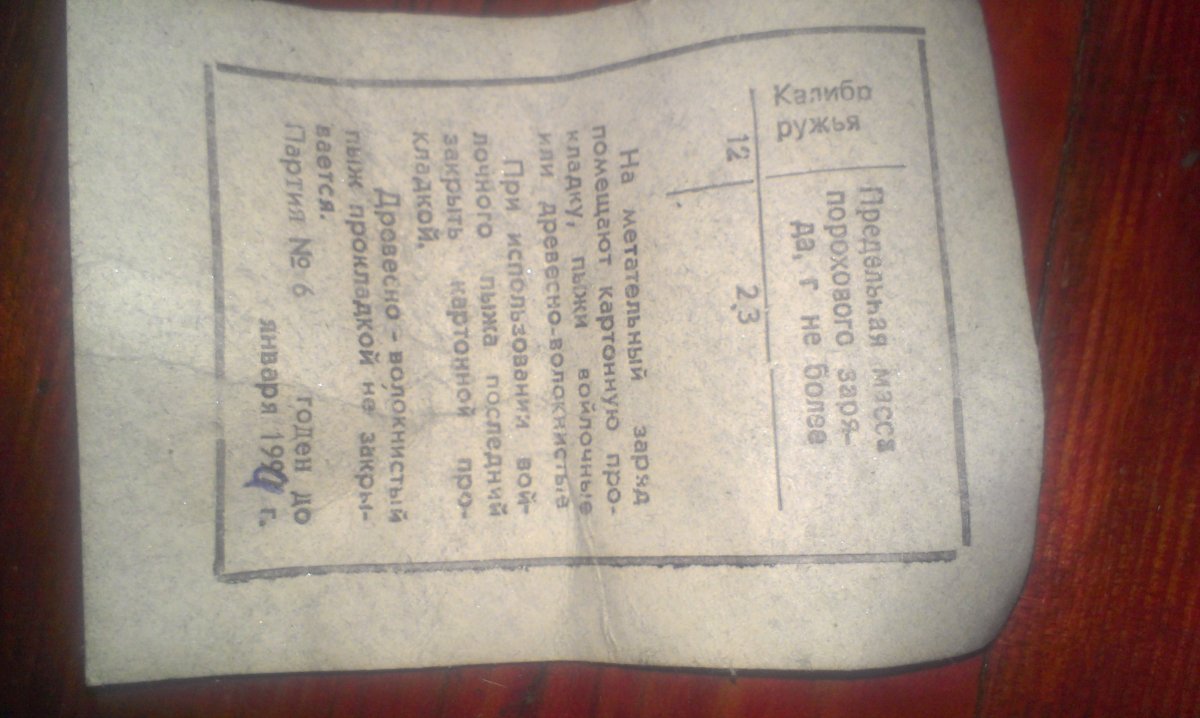 Калибр
ружья
Предельная масса
порохового заря-
да, г не более
12
2,3
На метательный заряд
помещают картонную про-
кладку, пыжи войлочные
или древесно-волокнистые
При использовании вой-
лочного пыжа последний
закрыть картонной про-
кладкой.
Дровесно - волокнистый
пыж прокладкой не закры-
вается.
Партия № 6 годен до
января 199 г.